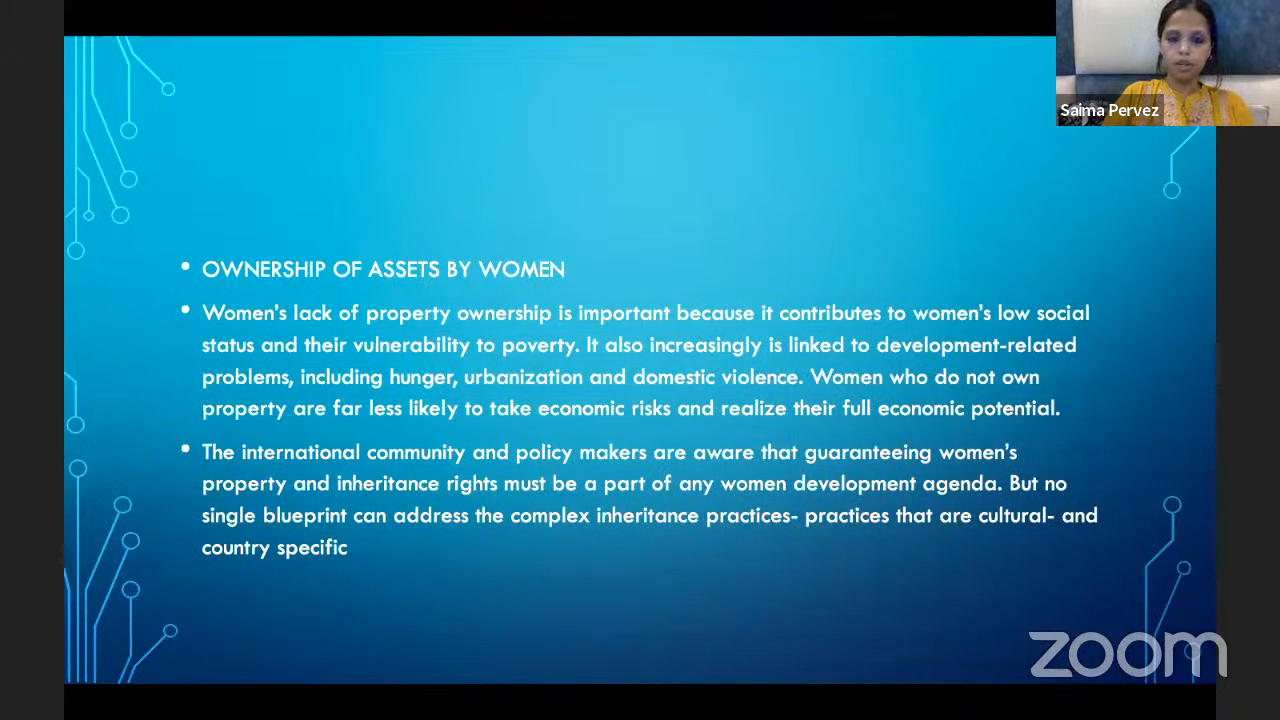 Saima Pervez
• OWNERSHIP OF ASSETS BY WOMEN
• Women's lack of property ownership is important because it contributes to women's low social
status and their vulnerability to poverty. It also increasingly is linked to development-related
problems, including hunger, urbanization and domestic violence. Women who do not own
property are far less likely to take economic risks and realize their full economic potential.
• The international community and policy makers are aware that guaranteeing women's
property and inheritance rights must be a part of any women development agenda. But no
single blueprint can address the complex inheritance practices- practices that are cultural- and
country specific
zoom